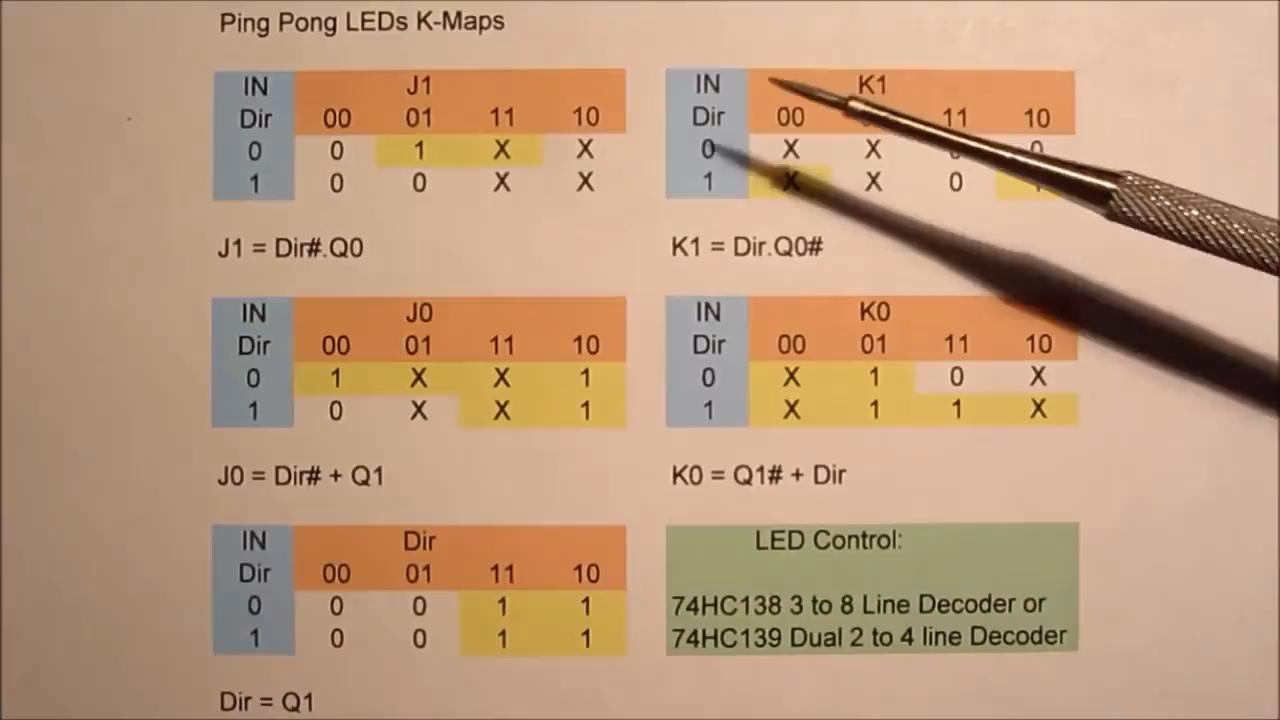 Ping Pong LEDs K-Maps
IN J1
Dir 00 01 11 10
0 0 1 X X
1 0 0 X X
J1 = Dir#.Q0
IN K1
Dir 00 11 10
0 X X
1 X X 0
K1 = Dir.Q0#
IN J0
Dir 00 01 11 10
0 1 X X 1
1 0 X X 1
J0 = Dir# + Q1
IN K0
Dir 00 01 11 10
0 X 1 0 X
1 X 1 1 X
K0 = Q1# + Dir
IN Dir
Dir 00 01 11 10
0 0 0 1 1
1 0 0 1 1
Dir = Q1
LED Control:
74HC138 3 to 8 Line Decoder or
74HC139 Dual 2 to 4 line Decoder